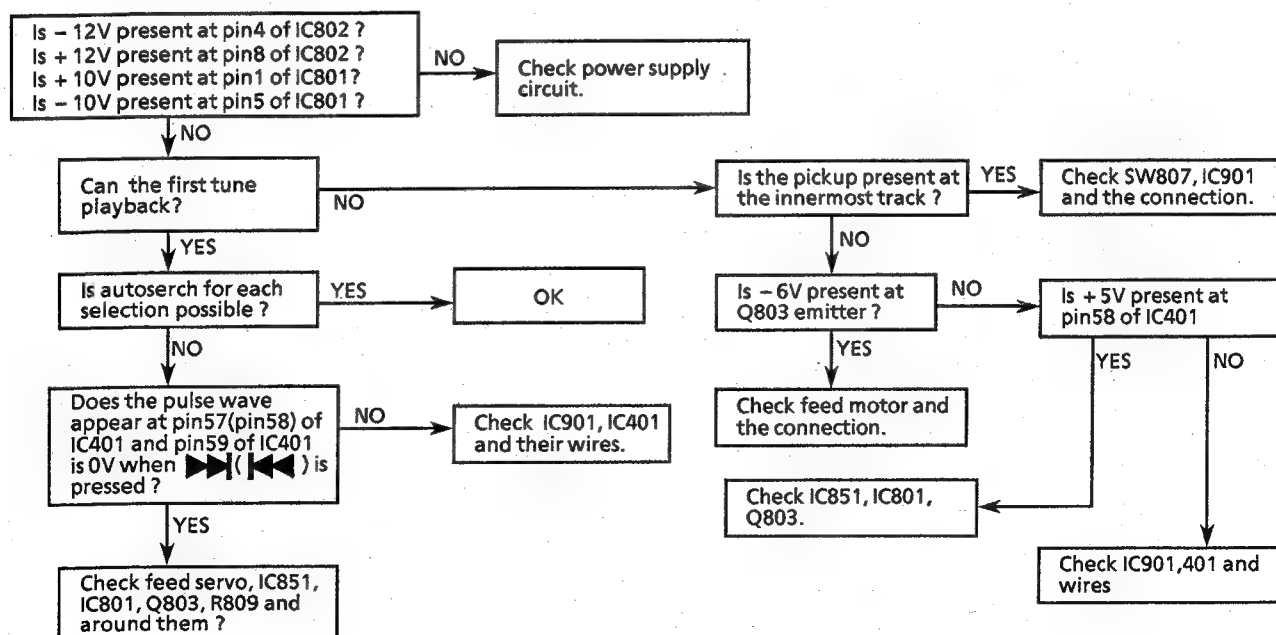 Is – 12V present at pin4 of IC802 ?
Is + 12V present at pin8 of IC802 ?
Is + 10V present at pin1 of IC801?
Is – 10V present at pin5 of IC801 ?
NO
Check power supply
circuit.
NO
Can the first tune
playback?
NO
Is the pickup present at
the innermost track ?
YES
Check SW807, IC901
and the connection.
YES
NO
Is autoserch for each
selection possible ?
YES
OK
Is – 6V present at
Q803 emitter ?
NO
Is + 5V present at
pin58 of IC401
NO
YES
YES
NO
Does the pulse wave
appear at pin57(pin58) of
IC401 and pin59 of IC401
is 0V when ▶▶| ( |◀◀ ) is
pressed ?
NO
Check IC901, IC401
and their wires.
Check feed motor and
the connection.
Check IC851, IC801,
Q803.
YES
Check IC901,401 and
wires
Check feed servo, IC851,
IC801, Q803, R809 and
around them ?